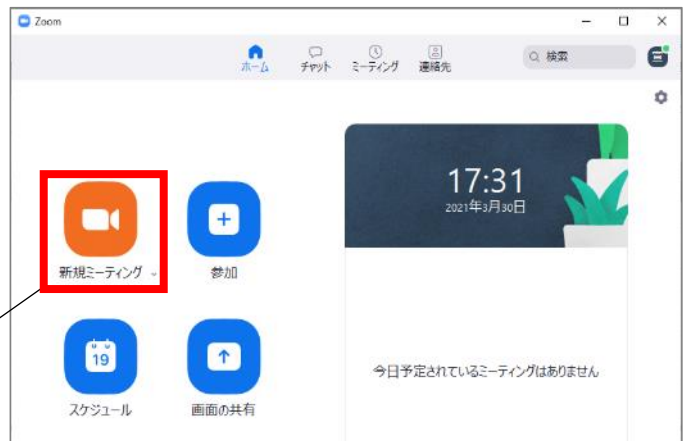 Zoom
ホーム
チャット
ミーティング
連絡先
検索
17:31
2021年3月30日
新規ミーティング
参加
19
スケジュール
画面の共有
今日予定されているミーティングはありません